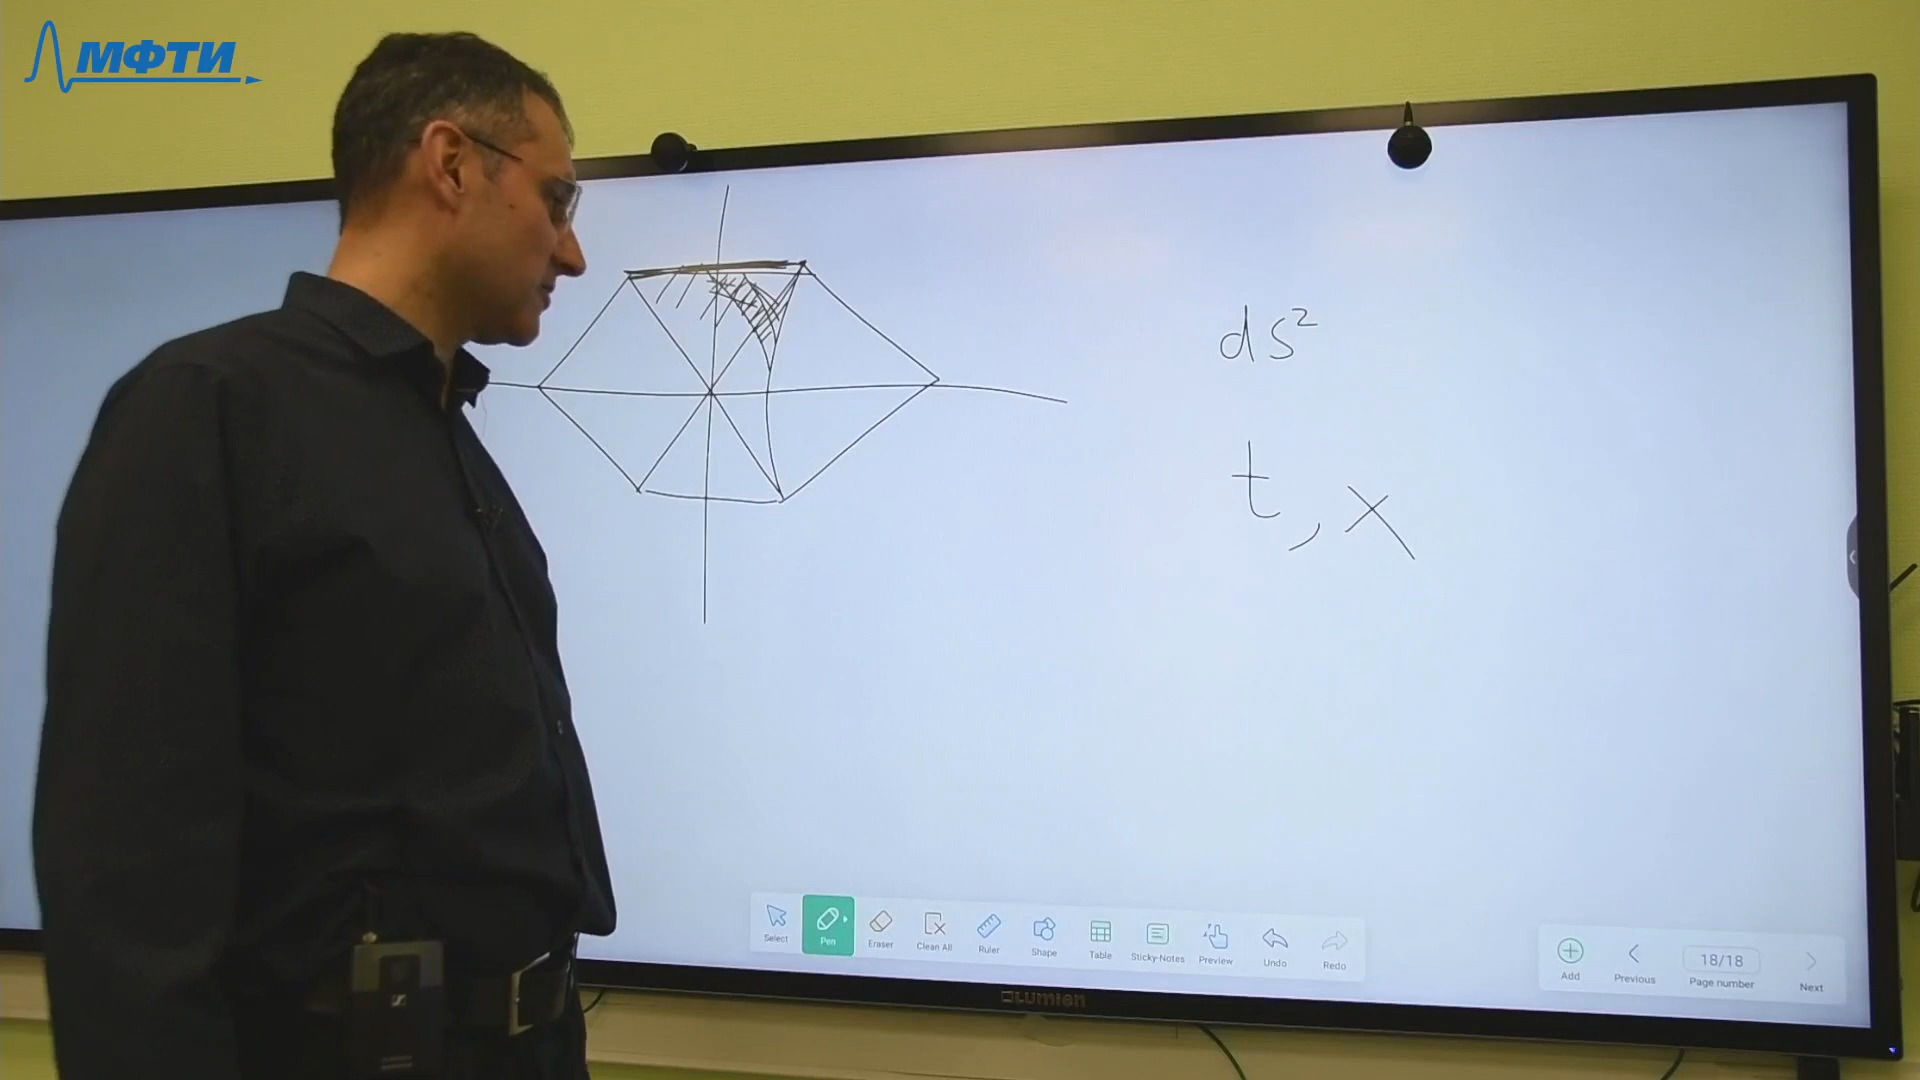 МФТИ
ds²
t, x
Select
Pen
Eraser
Clean All
Ruler
Shape
Table
Sticky-Notes
Preview
Undo
Redo
Add
Previous
18/18
Page number
Next
Lumien